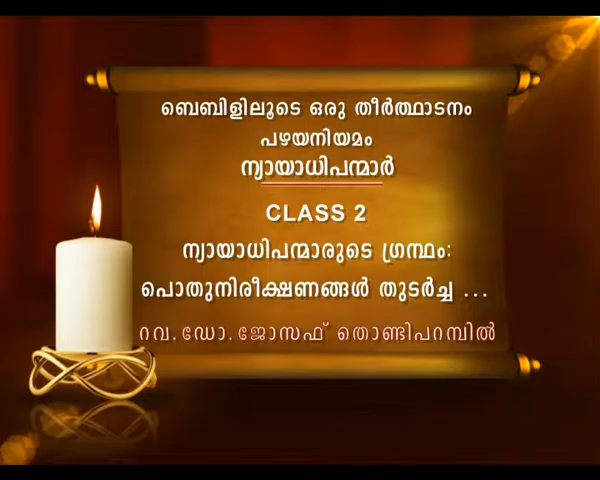 ബൈബിളിലൂടെ ഒരു തീർത്ഥാടനം
പഴയനിയമം
ന്യായാധിപന്മാർ
CLASS 2
ന്യായാധിപന്മാരുടെ ഗ്രന്ഥം:
പൊതുനിരീക്ഷണങ്ങൾ തുടർച്ച ...
റവ.ഡോ.ജോസഫ് തൊണ്ടിപറമ്പിൽ